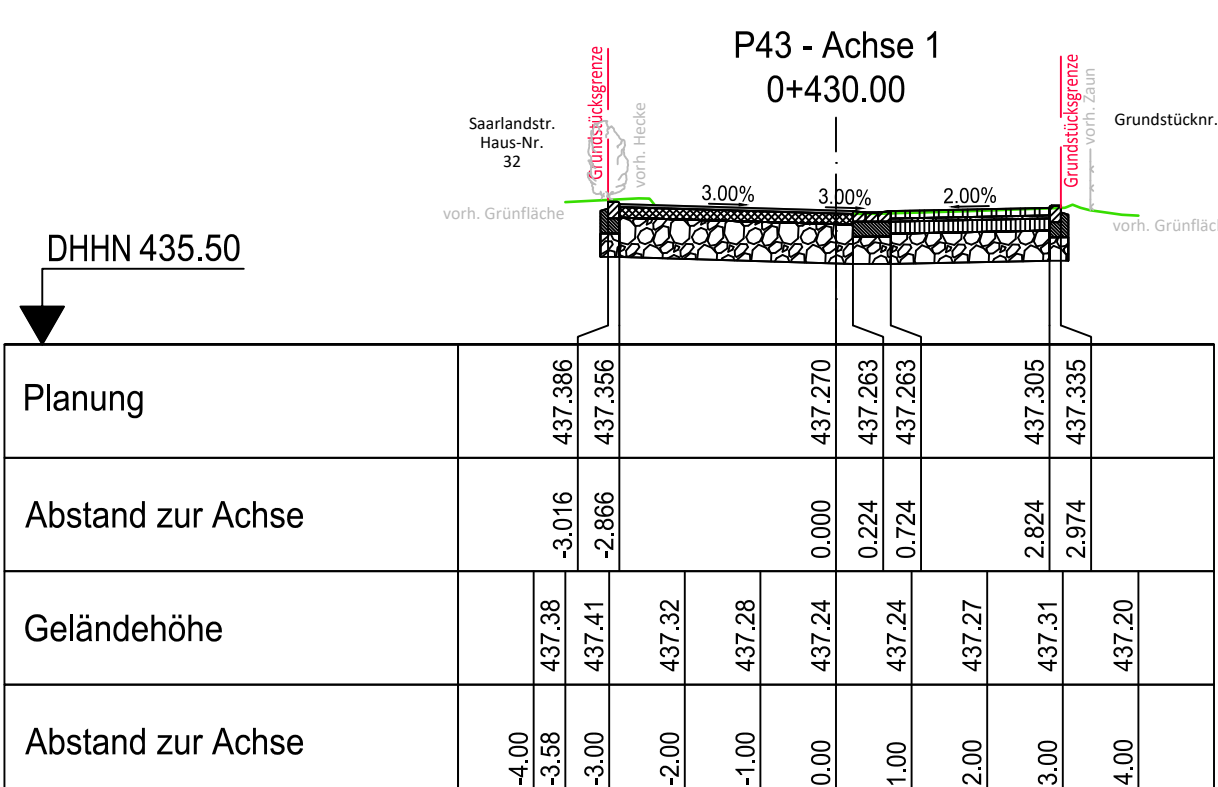 P43 - Achse 1
0+430.00
Saarlandstr.
Haus-Nr.
32
Grundstücksgrenze
vorh. Hecke
Grundstücksgrenze
vorh. Zaun
Grundstücknr.
vorh. Grünfläche
3.00%
3.00%
2.00%
DHHN 435.50
Planung
437.386
437.356
437.270
437.263
437.263
437.305
437.335
Abstand zur Achse
-3.016
-2.866
0.000
0.224
0.724
2.824
2.974
Geländehöhe
437.38
437.41
437.32
437.28
437.24
437.24
437.27
437.31
437.20
Abstand zur Achse
-4.00
-3.58
-3.00
-2.00
-1.00
0.00
1.00
2.00
3.00
4.00